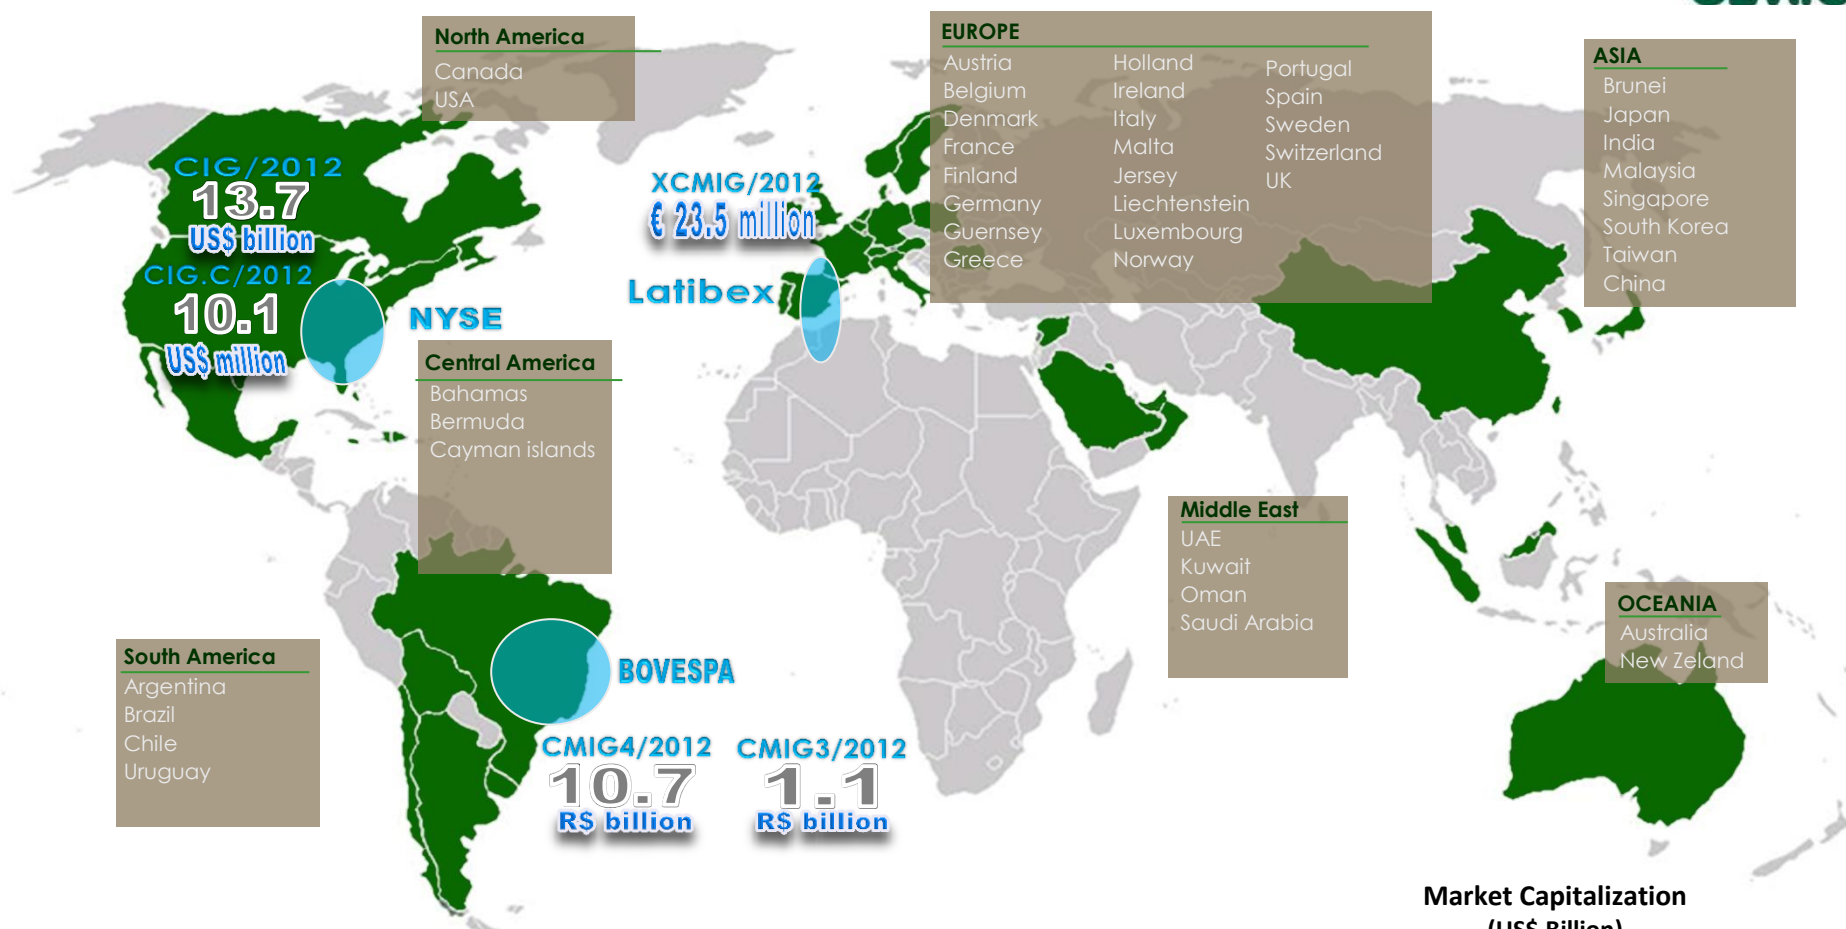 North America
Canada
USA
CIG/2012
13.7
US$ billion
CIG.C/2012
10.1
US$ million
NYSE
Central America
Bahamas
Bermuda
Cayman islands
South America
Argentina
Brazil
Chile
Uruguay
XCMIG/2012
€ 23.5 million
Latibex
BOVESPA
CMIG4/2012
10.7
R$ billion
CMIG3/2012
1.1
R$ billion
EUROPE
Austria
Belgium
Denmark
France
Finland
Germany
Guernsey
Greece
Holland
Ireland
Italy
Malta
Jersey
Liechtenstein
Luxembourg
Norway
Portugal
Spain
Sweden
Switzerland
UK
ASIA
Brunei
Japan
India
Malaysia
Singapore
South Korea
Taiwan
China
Middle East
UAE
Kuwait
Oman
Saudi Arabia
OCEANIA
Australia
New Zeland
Market Capitalization
(US$ Billion)